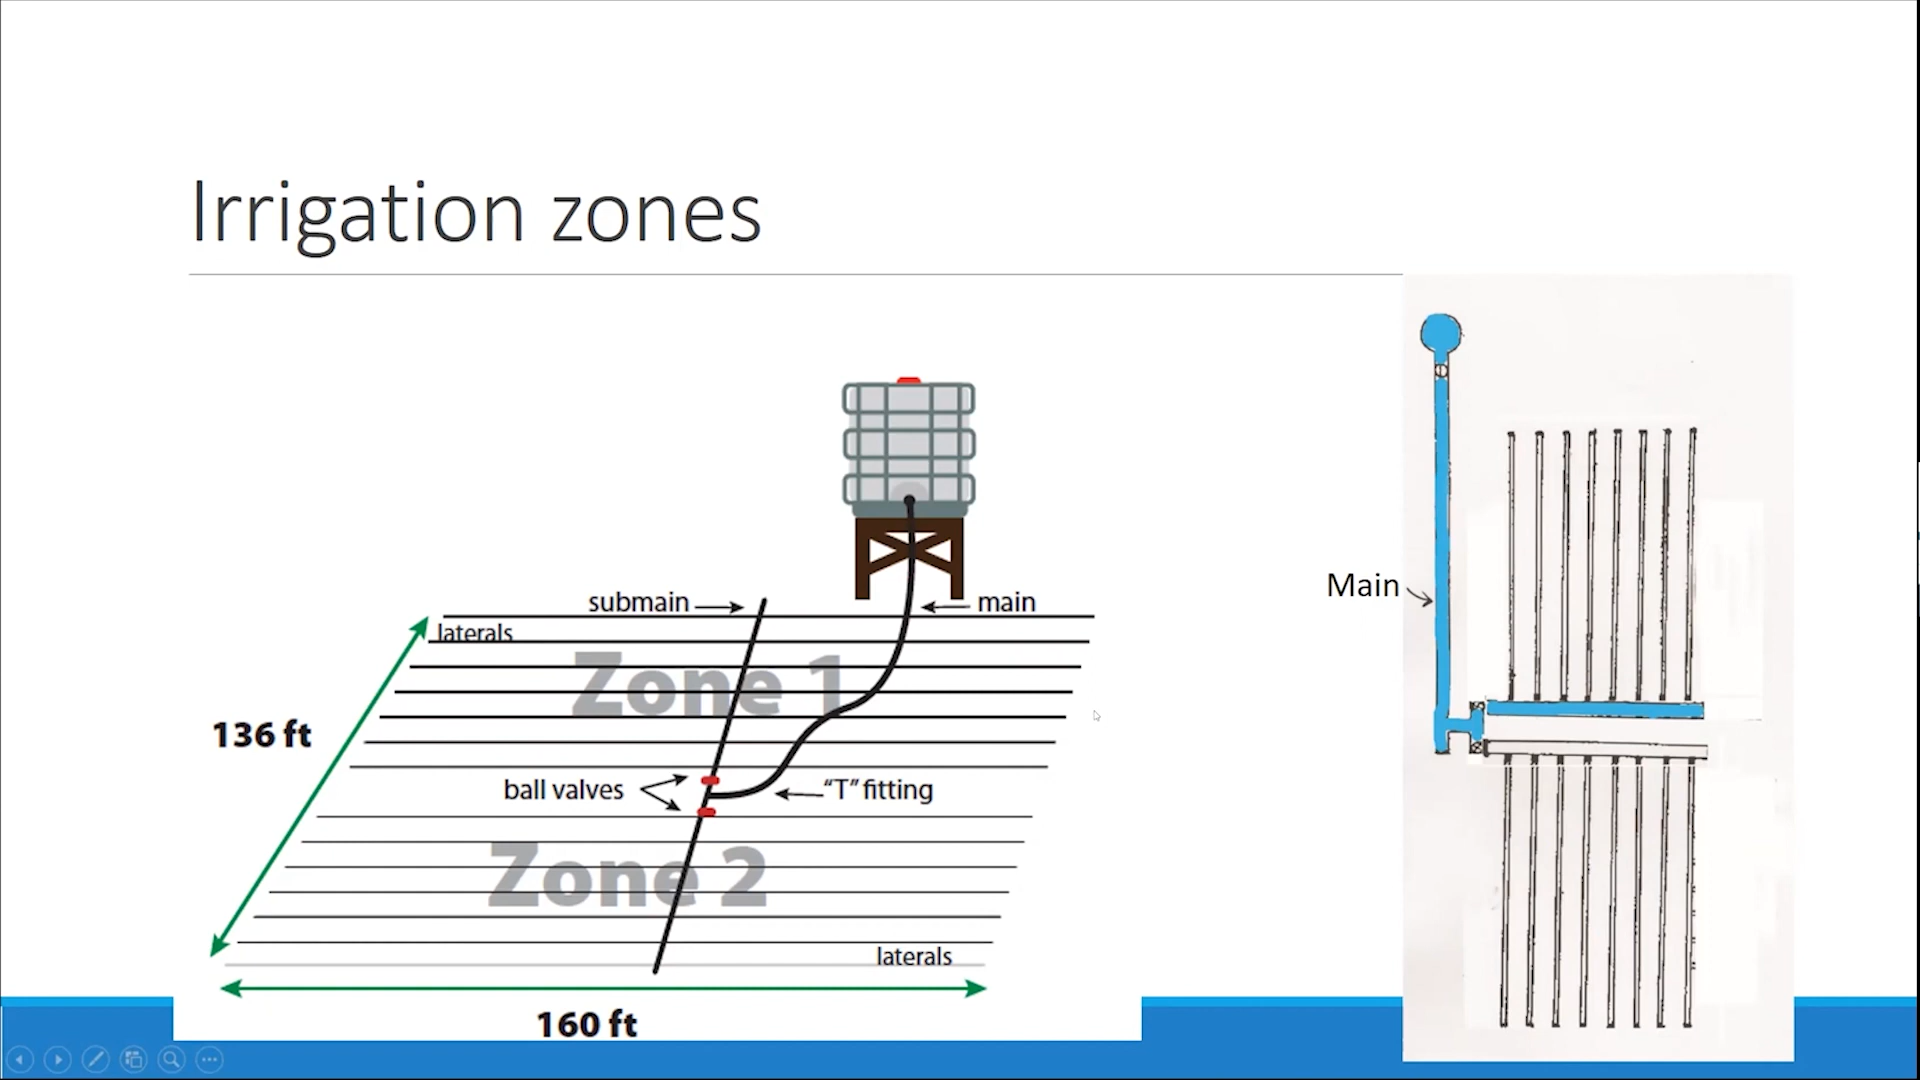 Irrigation zones
submain
main
laterals
Zone 1
136 ft
ball valves
“T” fitting
Zone 2
laterals
160 ft
Main